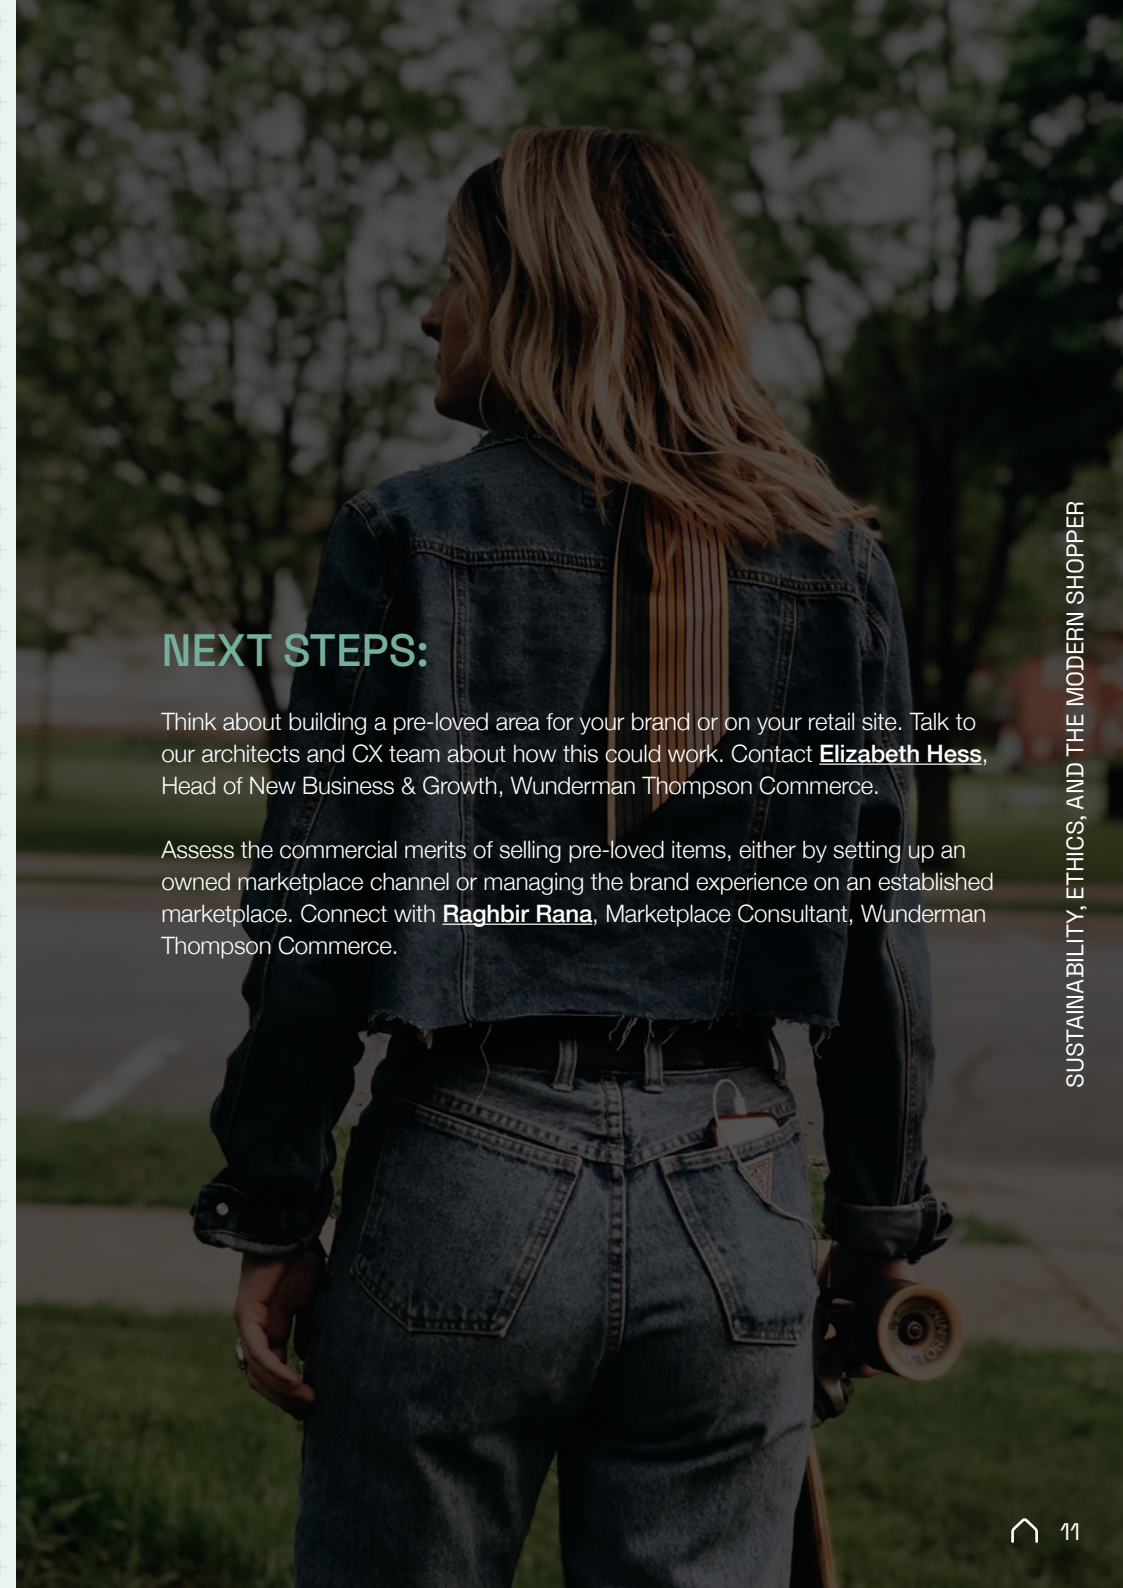 NEXT STEPS:
Think about building a pre-loved area for your brand or on your retail site. Talk to
our architects and CX team about how this could work. Contact Elizabeth Hess,
Head of New Business & Growth, Wunderman Thompson Commerce.
Assess the commercial merits of selling pre-loved items, either by setting up an
owned marketplace channel or managing the brand experience on an established
marketplace. Connect with Raghbir Rana, Marketplace Consultant, Wunderman
Thompson Commerce.
SUSTAINABILITY, ETHICS, AND THE MODERN SHOPPER
11